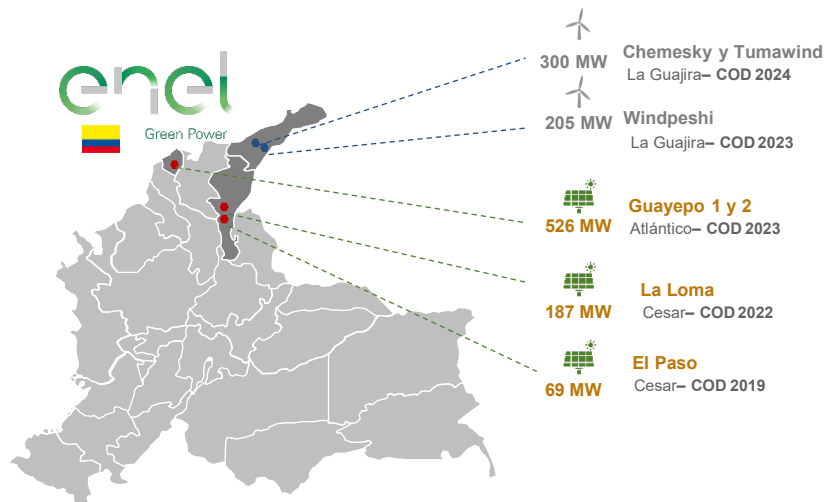 enel
Green Power
300 MW
Chemesky y Tumawind
La Guajira– COD 2024
205 MW
Windpeshi
La Guajira– COD 2023
526 MW
Guayepo 1 y 2
Atlántico– COD 2023
187 MW
La Loma
Cesar– COD 2022
69 MW
El Paso
Cesar– COD 2019